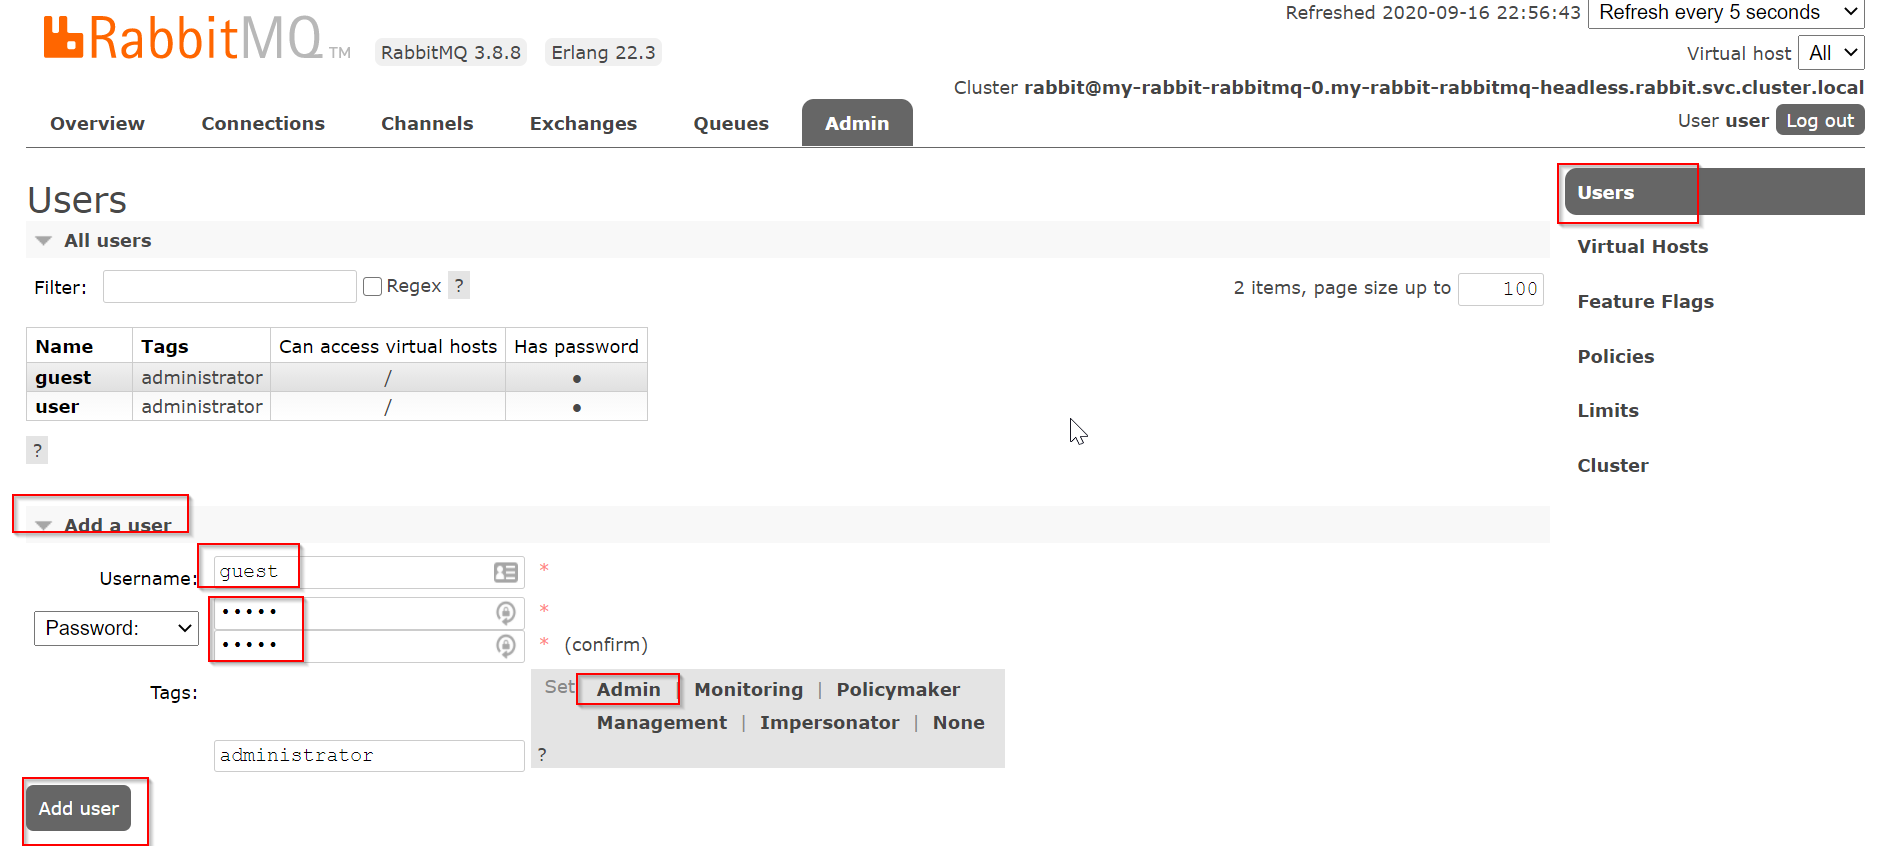 Refreshed 2020-09-16 22:56:43 Refresh every 5 seconds
RabbitMQ TM RabbitMQ 3.8.8 Erlang 22.3
Virtual host All
Cluster rabbit@my-rabbit-rabbitmq-0.my-rabbit-rabbitmq-headless.rabbit.svc.cluster.local
User user Log out
Overview Connections Channels Exchanges Queues Admin
Users
All users
Filter: Regex ? 2 items, page size up to 100
Name Tags Can access virtual hosts Has password
guest administrator / ●
user administrator / ●
?
Add a user
Username: guest *
Password: ••••• *
••••• * (confirm)
Tags: Set Admin | Monitoring | Policymaker
Management | Impersonator | None
administrator ?
Add user
Users
Virtual Hosts
Feature Flags
Policies
Limits
Cluster